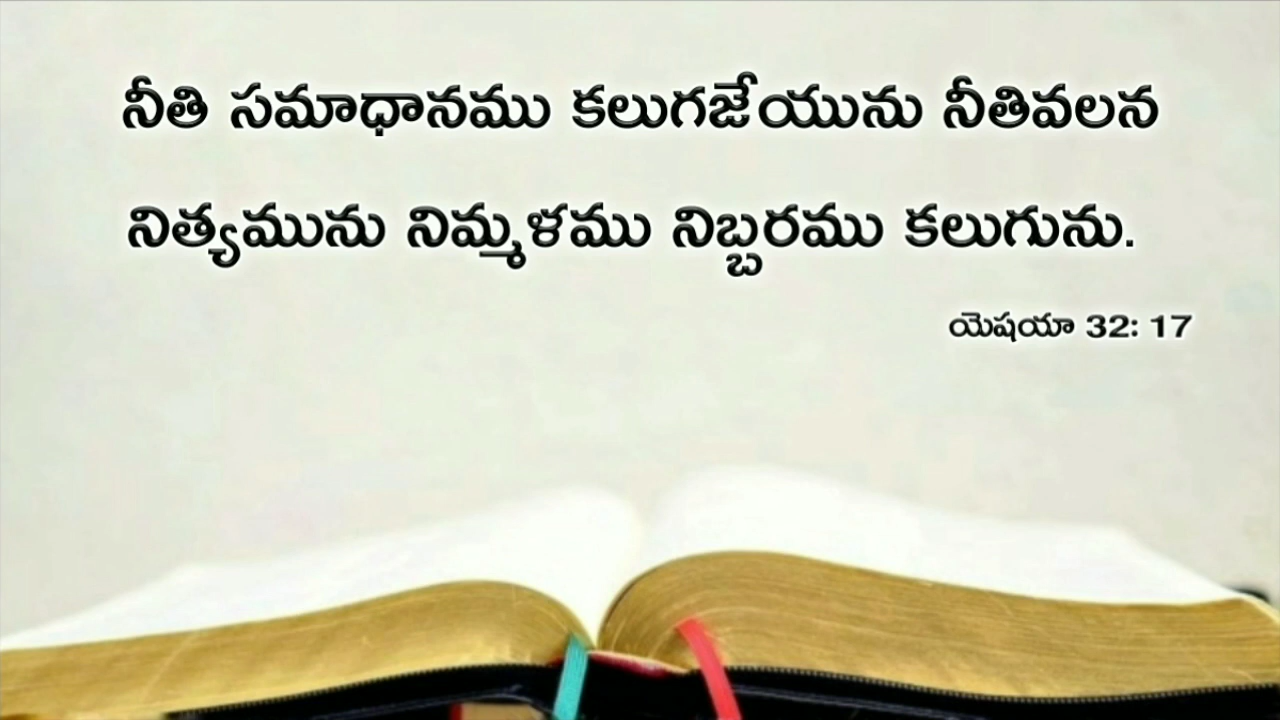 నీతి సమాధానము కలుగజేయును నీతివలన
నిత్యమును నిమ్మళము నిబ్బరము కలుగును.
యెషయా 32: 17